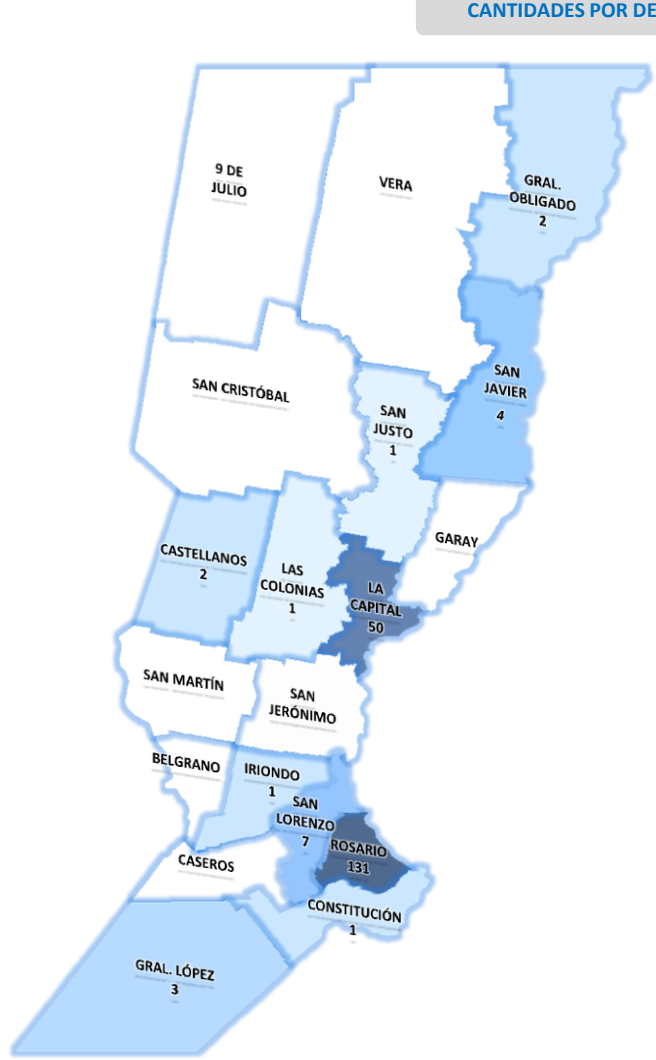 CANTIDADES POR DE
9 DE
JULIO
VERA
GRAL.
OBLIGADO
2
SAN
JAVIER
4
SAN CRISTÓBAL
SAN
JUSTO
1
GARAY
CASTELLANOS
2
LAS
COLONIAS
1
LA
CAPITAL
50
SAN MARTÍN
SAN
JERÓNIMO
BELGRANO
IRIONDO
1
SAN
LORENZO
7
ROSARIO
131
CASEROS
CONSTITUCIÓN
1
GRAL. LÓPEZ
3